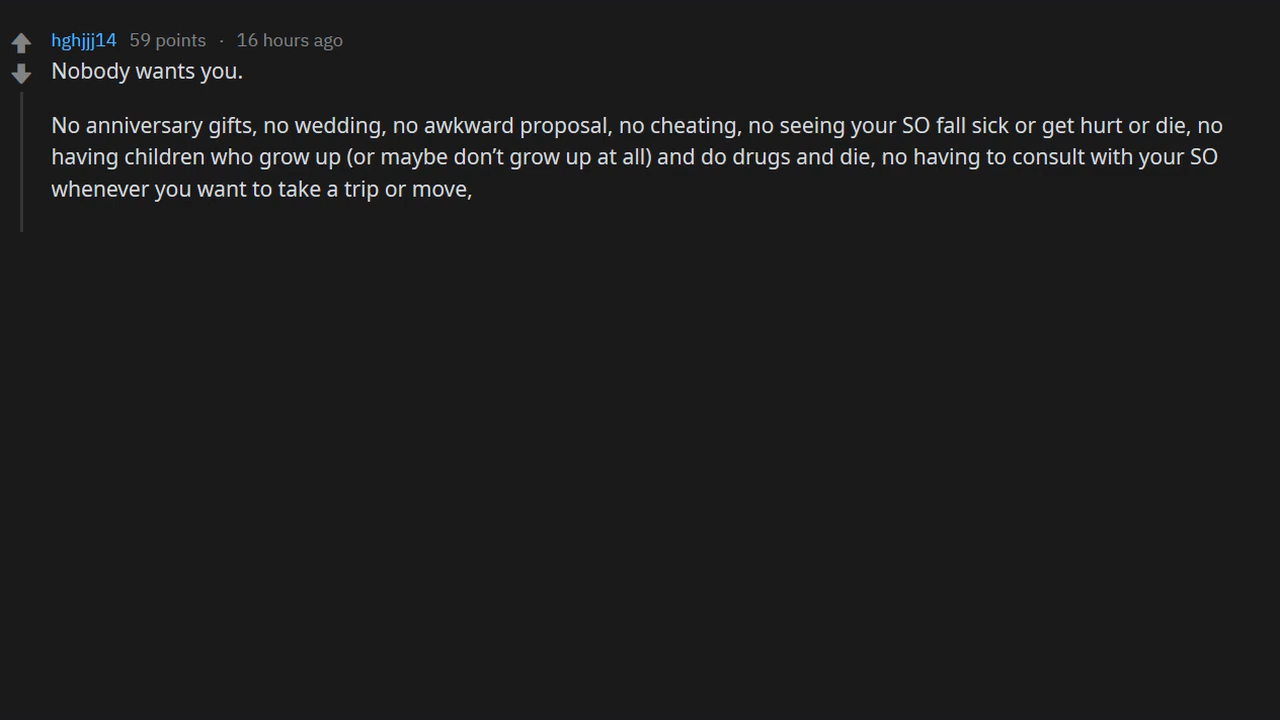 hghjjj14 59 points · 16 hours ago
Nobody wants you.
No anniversary gifts, no wedding, no awkward proposal, no cheating, no seeing your SO fall sick or get hurt or die, no
having children who grow up (or maybe don’t grow up at all) and do drugs and die, no having to consult with your SO
whenever you want to take a trip or move,